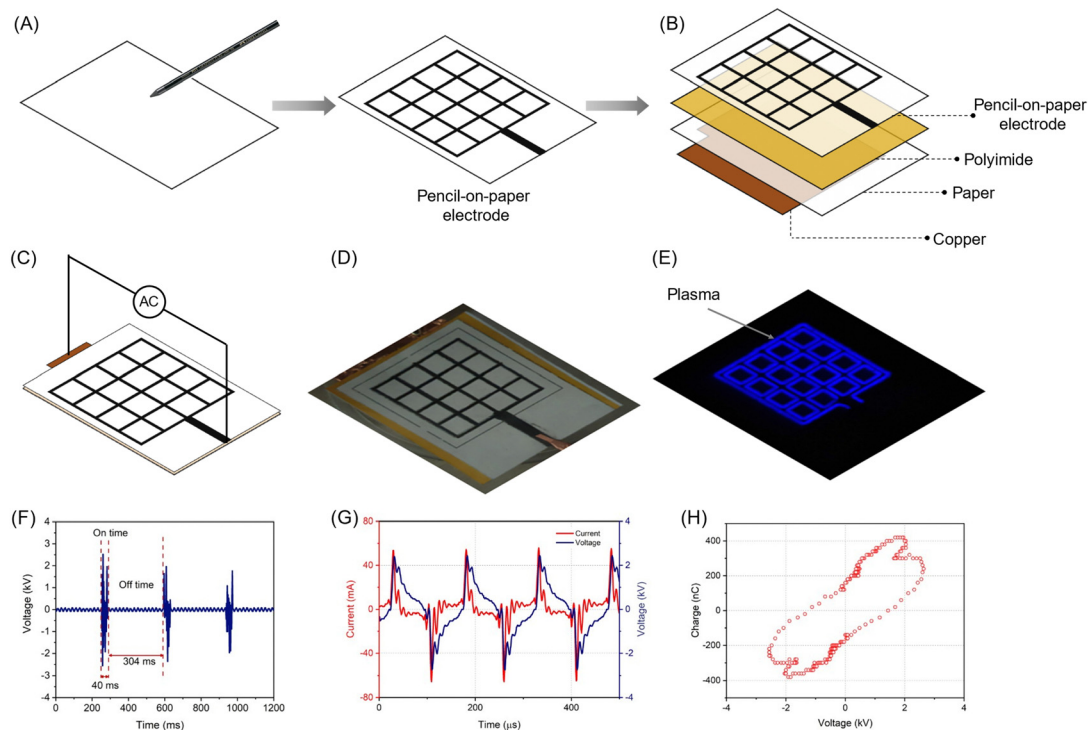 (A)
Pencil-on-paper
electrode
(B)
Pencil-on-paper
electrode
Polyimide
Paper
Copper
(C)
AC
(D)
(E)
Plasma
(F)
4
3
2
1
0
-1
-2
-3
-4
Voltage (kV)
On time
Off time
304 ms
40 ms
0 200 400 600 800 1000 1200
Time (ms)
(G)
80
40
0
-40
-80
Current (mA)
Current
Voltage
4
3
2
1
0
-1
-2
-3
-4
Voltage (kV)
0 200 400
Time (μs)
(H)
400
200
0
-200
-400
Charge (nC)
-4 -2 0 2 4
Voltage (kV)